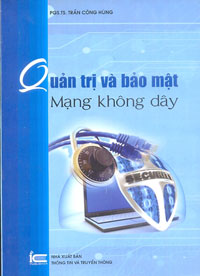 PGS.TS. TRẦN CÔNG HÙNG
Quản trị và bảo mật
Mạng không dây
SECURITY
NHÀ XUẤT BẢN
THÔNG TIN VÀ TRUYỀN THÔNG